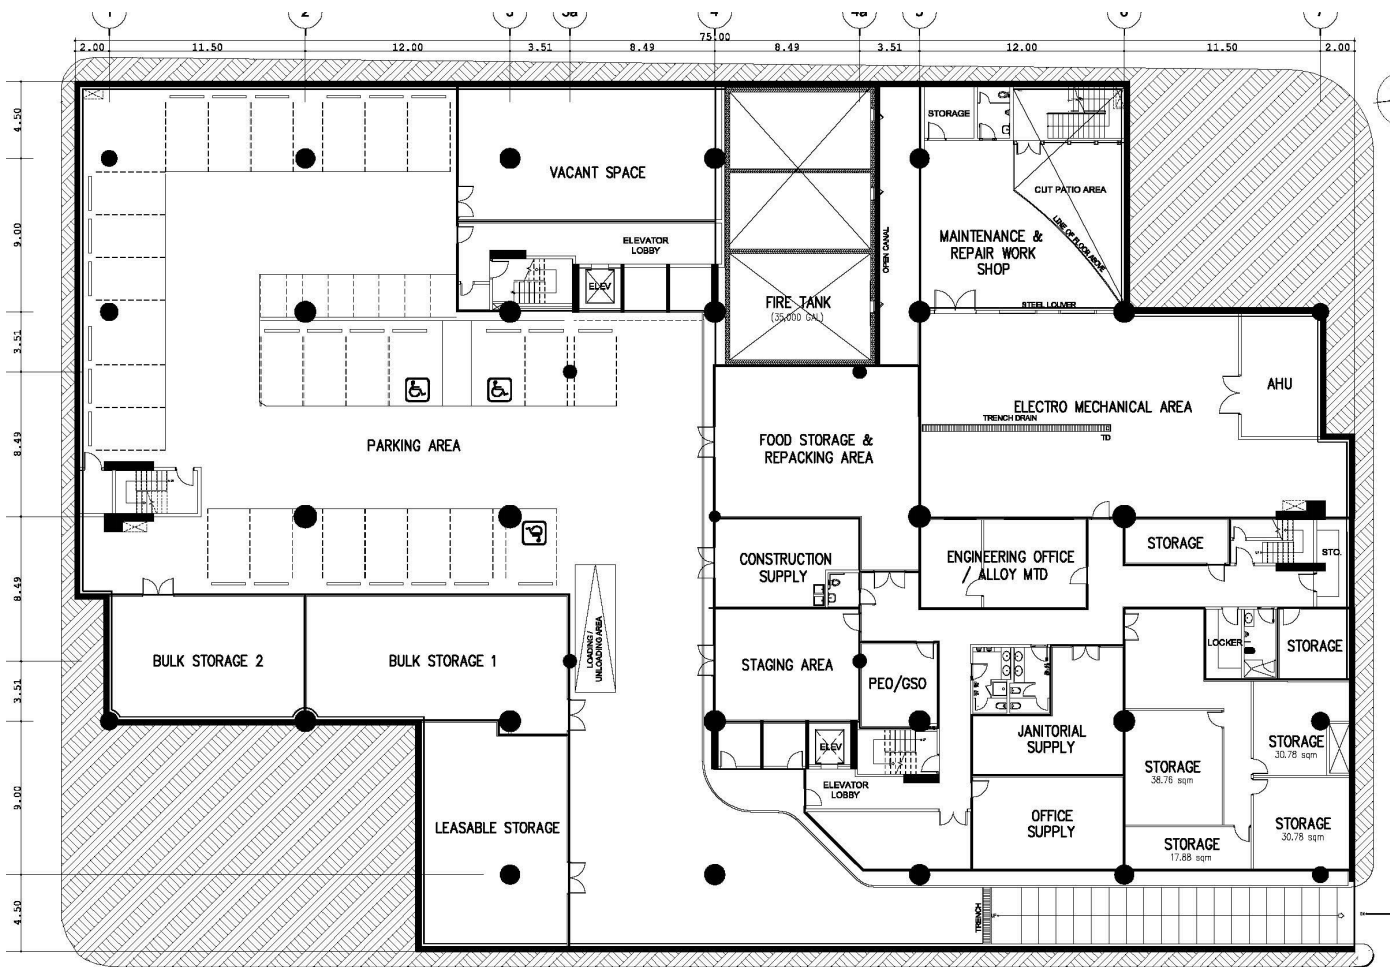 1 2 3 3a 4 4a 5 6 7
75.00
2.00 11.50 12.00 3.51 8.49 8.49 3.51 12.00 11.50 2.00
4.50
9.00
3.51
8.49
8.49
3.51
9.00
4.50
STORAGE
VACANT SPACE
CUT PATIO AREA
LINE OF FLOOR ABOVE
ELEVATOR
LOBBY
OPEN CANAL
MAINTENANCE &
REPAIR WORK
SHOP
ELEV
FIRE TANK
(35,000 GAL)
STEEL LOUVER
AHU
ELECTRO MECHANICAL AREA
TRENCH DRAIN
TD
PARKING AREA
FOOD STORAGE &
REPACKING AREA
CONSTRUCTION
SUPPLY
ENGINEERING OFFICE
/ ALLOY MTD
STORAGE
STO.
LOADING /
UNLOADING AREA
BULK STORAGE 2
BULK STORAGE 1
STAGING AREA
PEO/GSO
LOCKER
STORAGE
JANITORIAL
SUPPLY
STORAGE
30.78 sqm
STORAGE
38.76 sqm
ELEV
ELEVATOR
LOBBY
LEASABLE STORAGE
OFFICE
SUPPLY
STORAGE
30.78 sqm
STORAGE
17.88 sqm
TRENCH